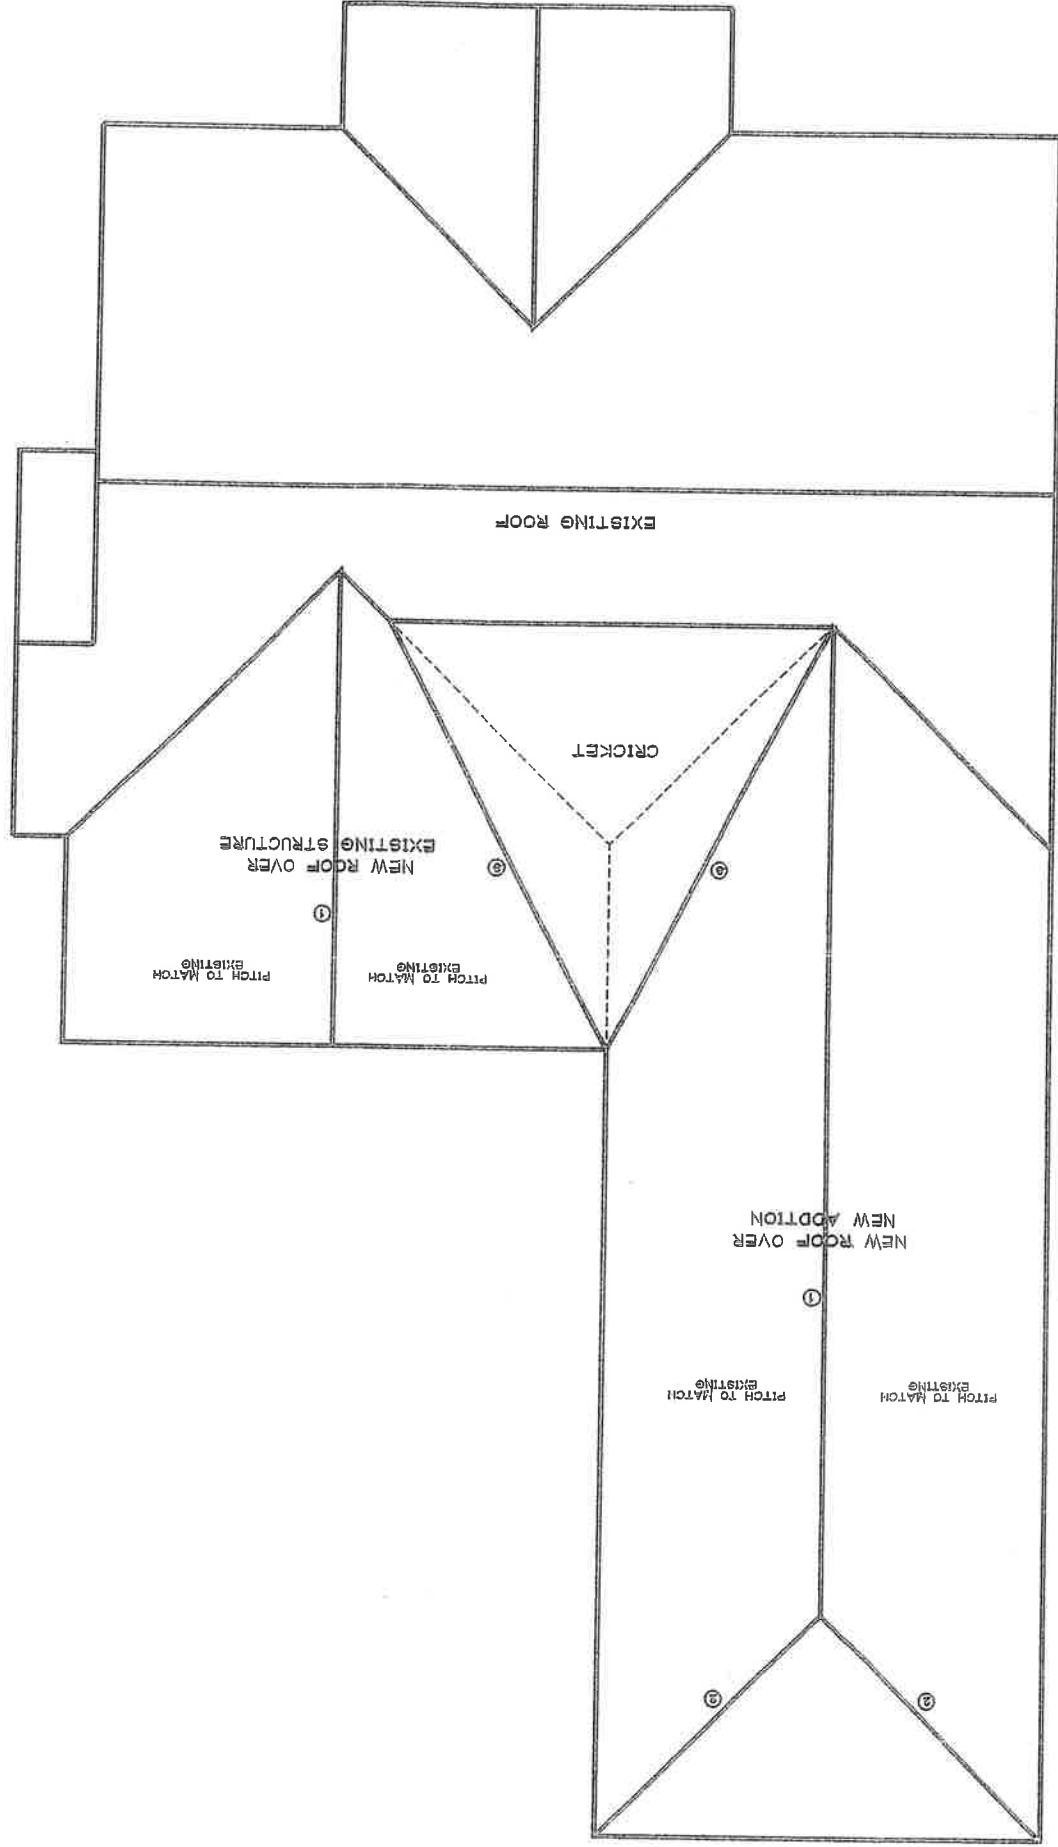 ②
②
PITCH TO MATCH
EXISTING
PITCH TO MATCH
EXISTING
①
NEW ROOF OVER
NEW ADDTION
PITCH TO MATCH
EXISTING
PITCH TO MATCH
EXISTING
①
③
③
NEW ROOF OVER
EXISTING STRUCTURE
CRICKET
EXISTING ROOF